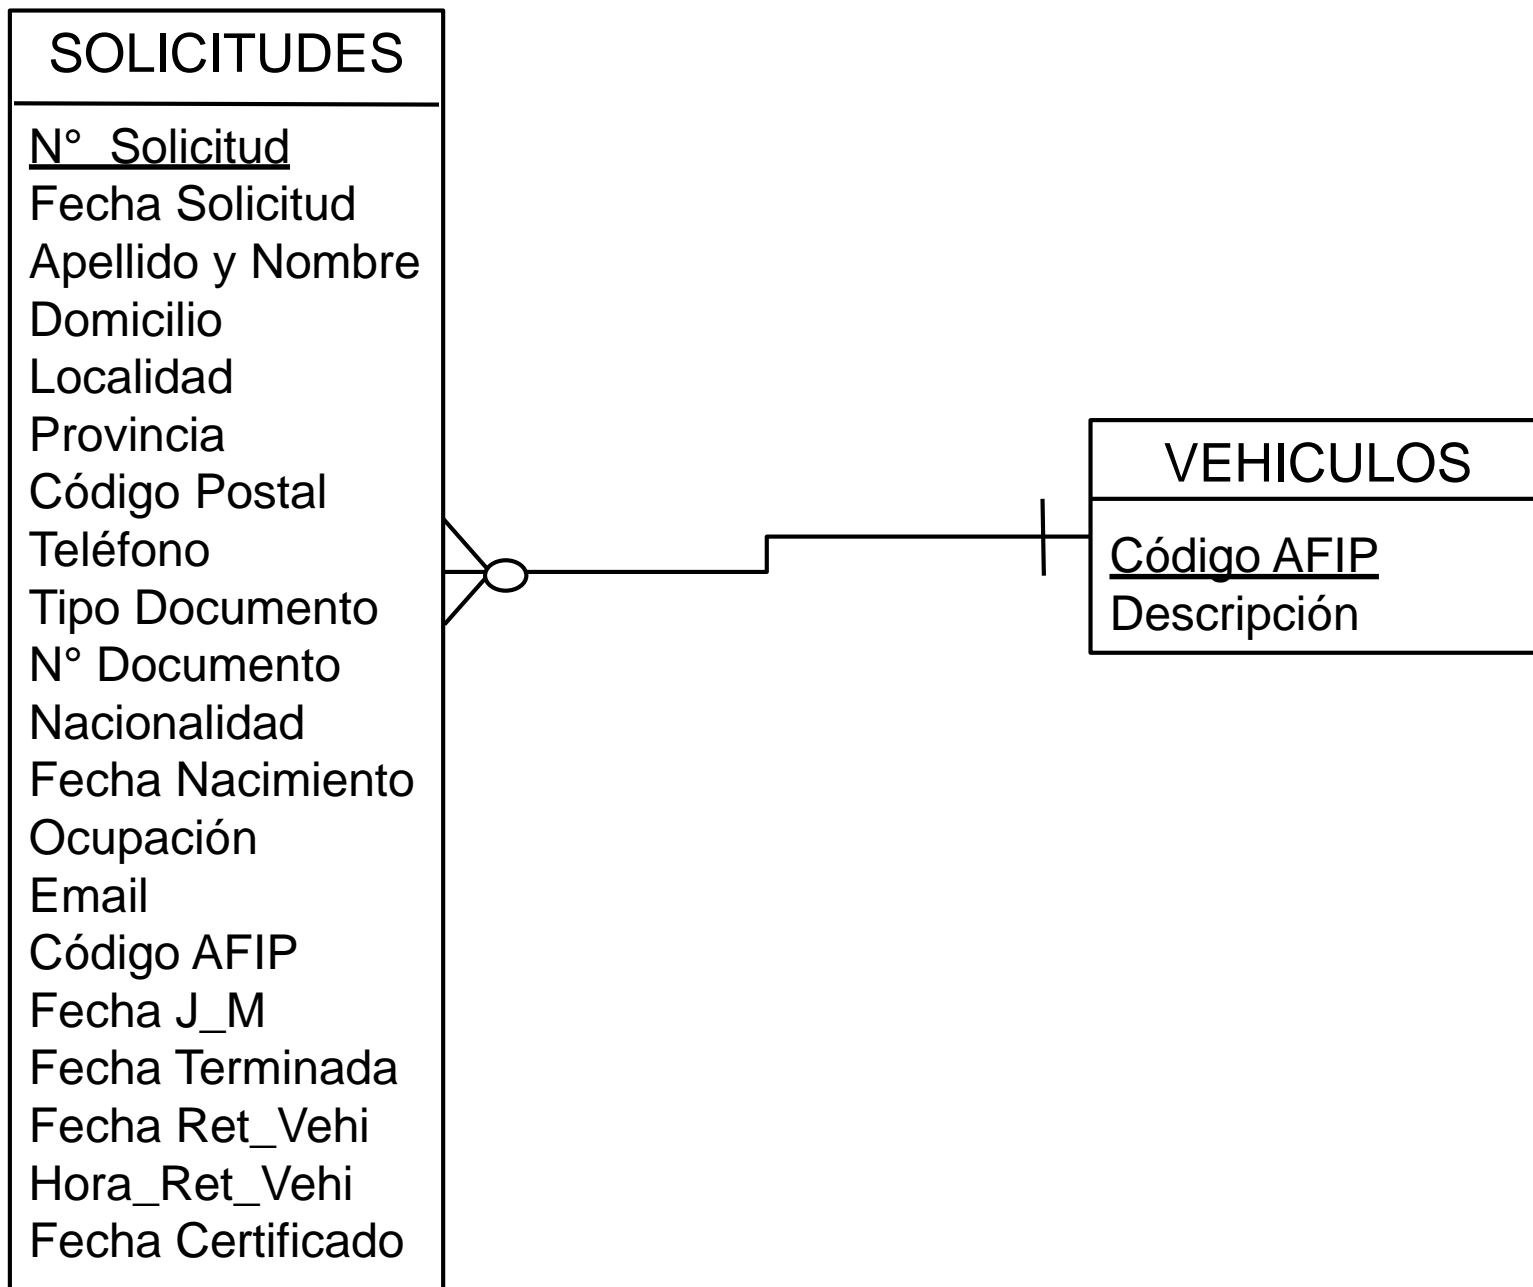 SOLICITUDES
N°_Solicitud
Fecha Solicitud
Apellido y Nombre
Domicilio
Localidad
Provincia
Código Postal
Teléfono
Tipo Documento
N° Documento
Nacionalidad
Fecha Nacimiento
Ocupación
Email
Código AFIP
Fecha J_M
Fecha Terminada
Fecha Ret_Vehi
Hora_Ret_Vehi
Fecha Certificado
VEHICULOS
Código AFIP
Descripción